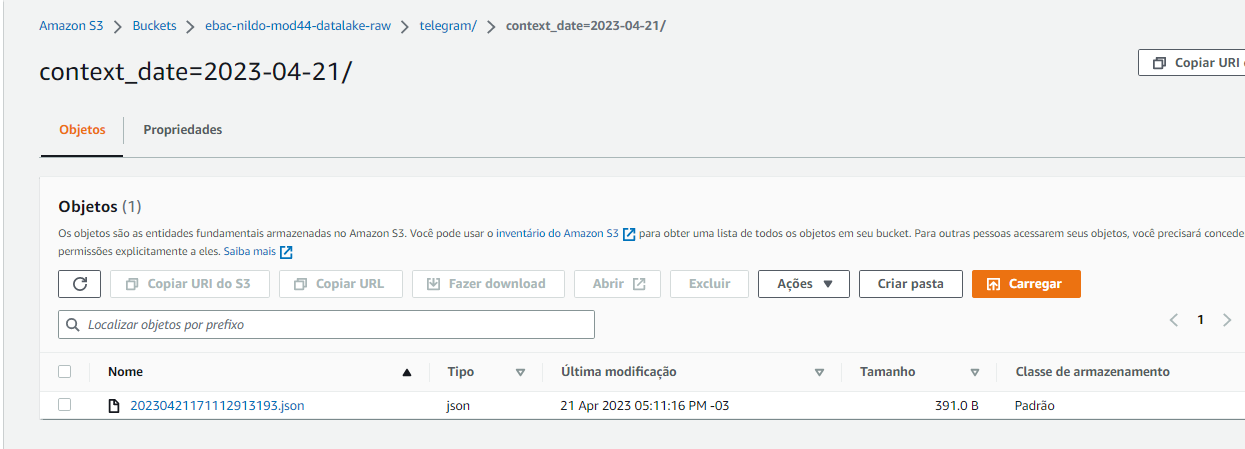 Amazon S3 > Buckets > ebac-nildo-mod44-datalake-raw > telegram/ > context_date=2023-04-21/
context_date=2023-04-21/
Copiar URI
Objetos Propriedades
Objetos (1)
Os objetos são as entidades fundamentais armazenadas no Amazon S3. Você pode usar o inventário do Amazon S3 para obter uma lista de todos os objetos em seu bucket. Para outras pessoas acessarem seus objetos, você precisará concede
permissões explicitamente a eles. Saiba mais
Copiar URI do S3 Copiar URL Fazer download Abrir Excluir Ações Criar pasta Carregar
Localizar objetos por prefixo
1
Nome Tipo Última modificação Tamanho Classe de armazenamento
20230421171112913193.json json 21 Apr 2023 05:11:16 PM -03 391.0 B Padrão